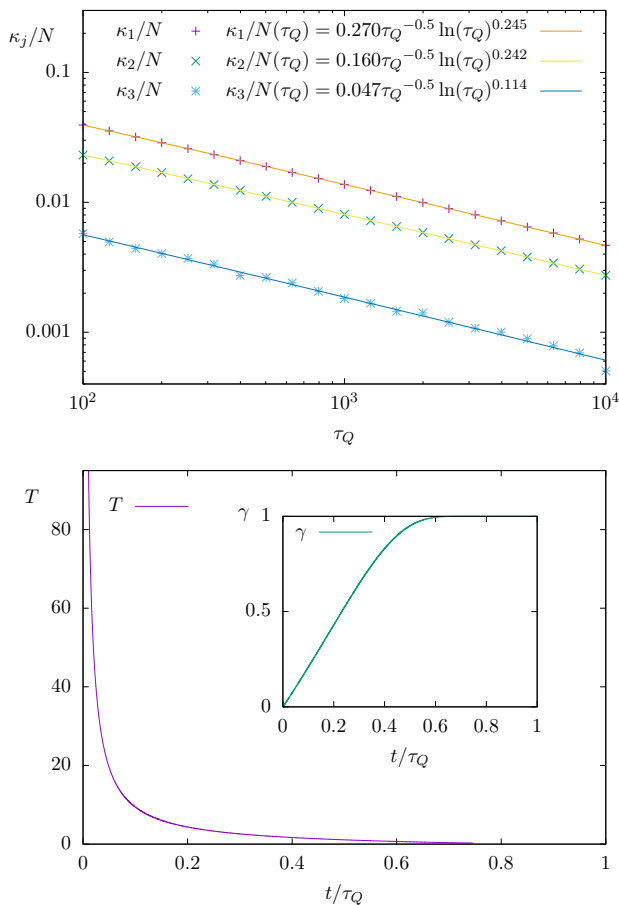 κ_j/N
κ_1/N κ_1/N(τ_Q) = 0.270τ_Q^{−0.5} ln(τ_Q)^{0.245}
κ_2/N κ_2/N(τ_Q) = 0.160τ_Q^{−0.5} ln(τ_Q)^{0.242}
κ_3/N κ_3/N(τ_Q) = 0.047τ_Q^{−0.5} ln(τ_Q)^{0.114}
0.1
0.01
0.001
10^2 10^3 10^4
τ_Q
T
T
80
60
40
20
0
0 0.2 0.4 0.6 0.8 1
t/τ_Q
γ
γ
1
0.5
0
0 0.2 0.4 0.6 0.8 1
t/τ_Q